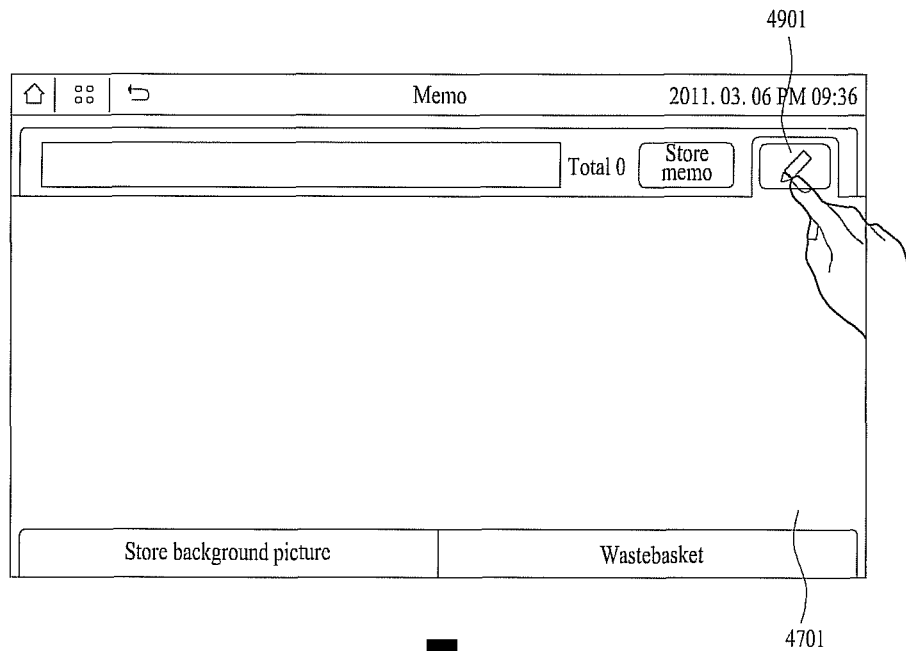 4901
Memo 2011. 03. 06 PM 09:36
Total 0 Store memo
Store background picture Wastebasket
4701